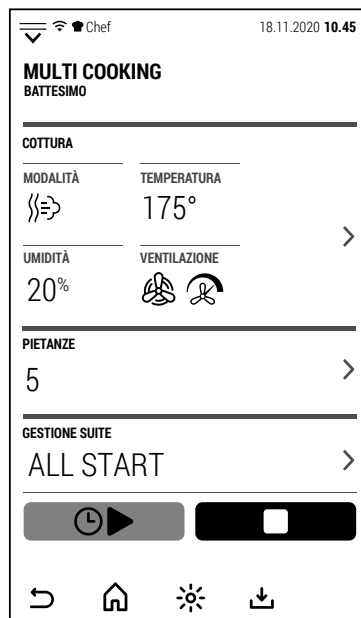 Chef 18.11.2020 10.45
MULTI COOKING
BATTESIMO
COTTURA
MODALITÀ TEMPERATURA
175°
UMIDITÀ VENTILAZIONE
20%
PIETANZE
5
GESTIONE SUITE
ALL START